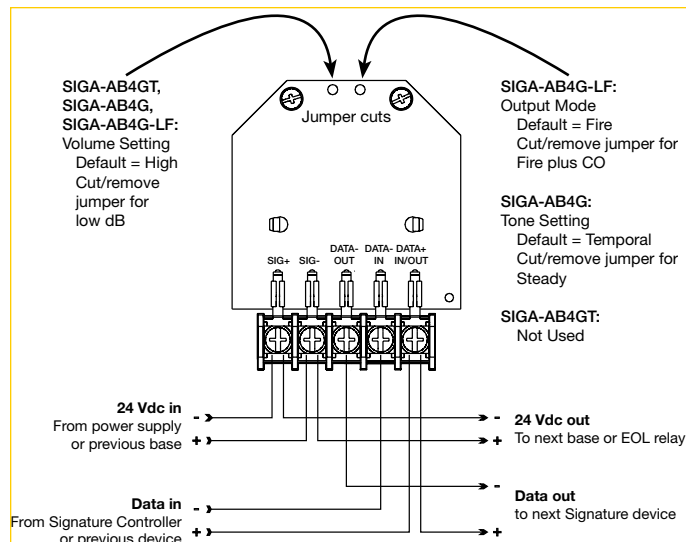 SIGA-AB4GT,
SIGA-AB4G,
SIGA-AB4G-LF:
Volume Setting
Default = High
Cut/remove
jumper for
low dB
Jumper cuts
SIGA-AB4G-LF:
Output Mode
Default = Fire
Cut/remove jumper for
Fire plus CO
SIGA-AB4G:
Tone Setting
Default = Temporal
Cut/remove jumper for
Steady
SIGA-AB4GT:
Not Used
SIG+
SIG-
DATA-
OUT
DATA-
IN
DATA+
IN/OUT
24 Vdc in
From power supply
or previous base
-
+
-
+
24 Vdc out
To next base or EOL relay
Data in
From Signature Controller
or previous device
-
+
-
+
Data out
to next Signature device